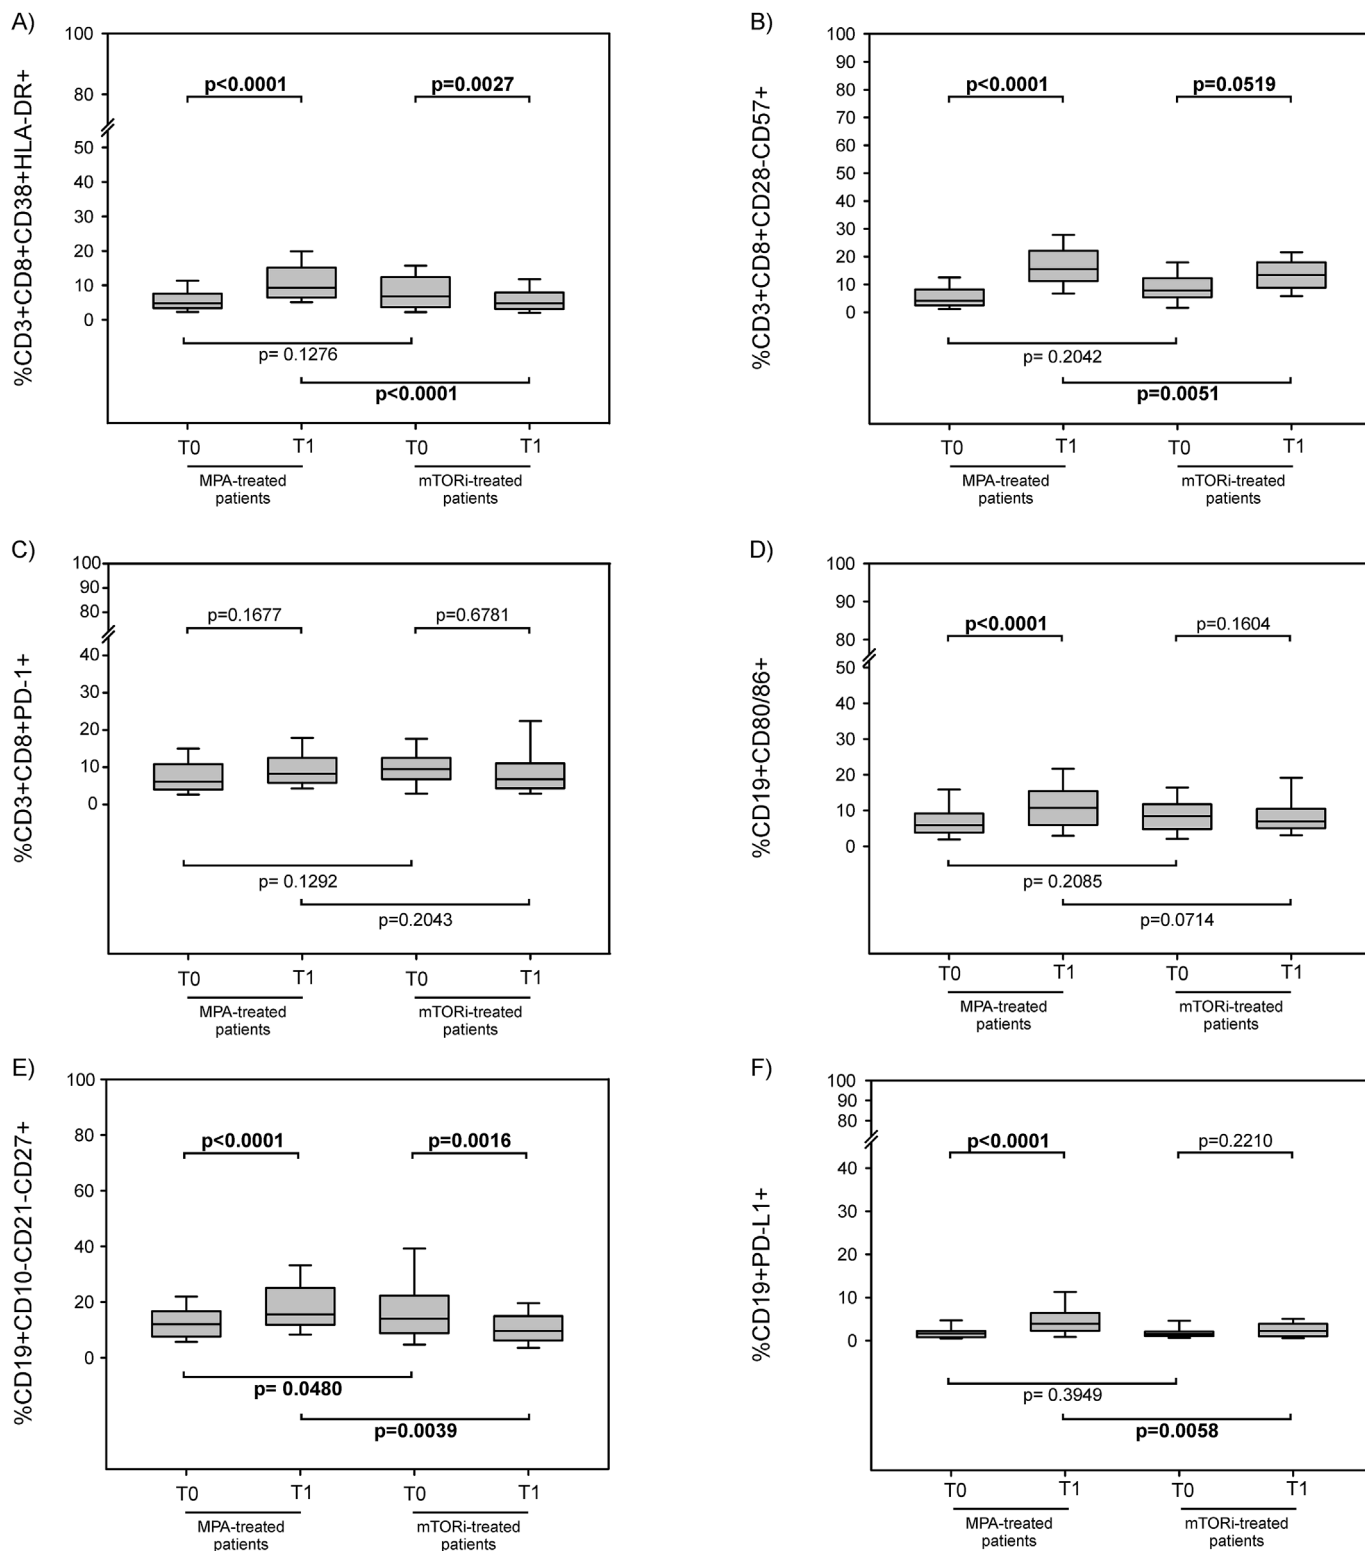 A)
%CD3+CD8+CD38+HLA-DR+
100
80
50
40
30
20
10
0
p<0.0001
p=0.0027
p= 0.1276
p<0.0001
T0 T1 T0 T1
MPA-treated
patients
mTORi-treated
patients
B)
%CD3+CD8+CD28-CD57+
100
90
80
70
60
50
40
30
20
10
0
p<0.0001
p=0.0519
p= 0.2042
p=0.0051
T0 T1 T0 T1
MPA-treated
patients
mTORi-treated
patients
C)
%CD3+CD8+PD-1+
100
90
80
40
30
20
10
0
p=0.1677
p=0.6781
p= 0.1292
p=0.2043
T0 T1 T0 T1
MPA-treated
patients
mTORi-treated
patients
D)
%CD19+CD80/86+
100
90
80
50
40
30
20
10
0
p<0.0001
p=0.1604
p= 0.2085
p=0.0714
T0 T1 T0 T1
MPA-treated
patients
mTORi-treated
patients
E)
%CD19+CD10-CD21-CD27+
100
80
60
40
20
0
p<0.0001
p=0.0016
p= 0.0480
p=0.0039
T0 T1 T0 T1
MPA-treated
patients
mTORi-treated
patients
F)
%CD19+PD-L1+
100
90
80
40
30
20
10
0
p<0.0001
p=0.2210
p= 0.3949
p=0.0058
T0 T1 T0 T1
MPA-treated
patients
mTORi-treated
patients